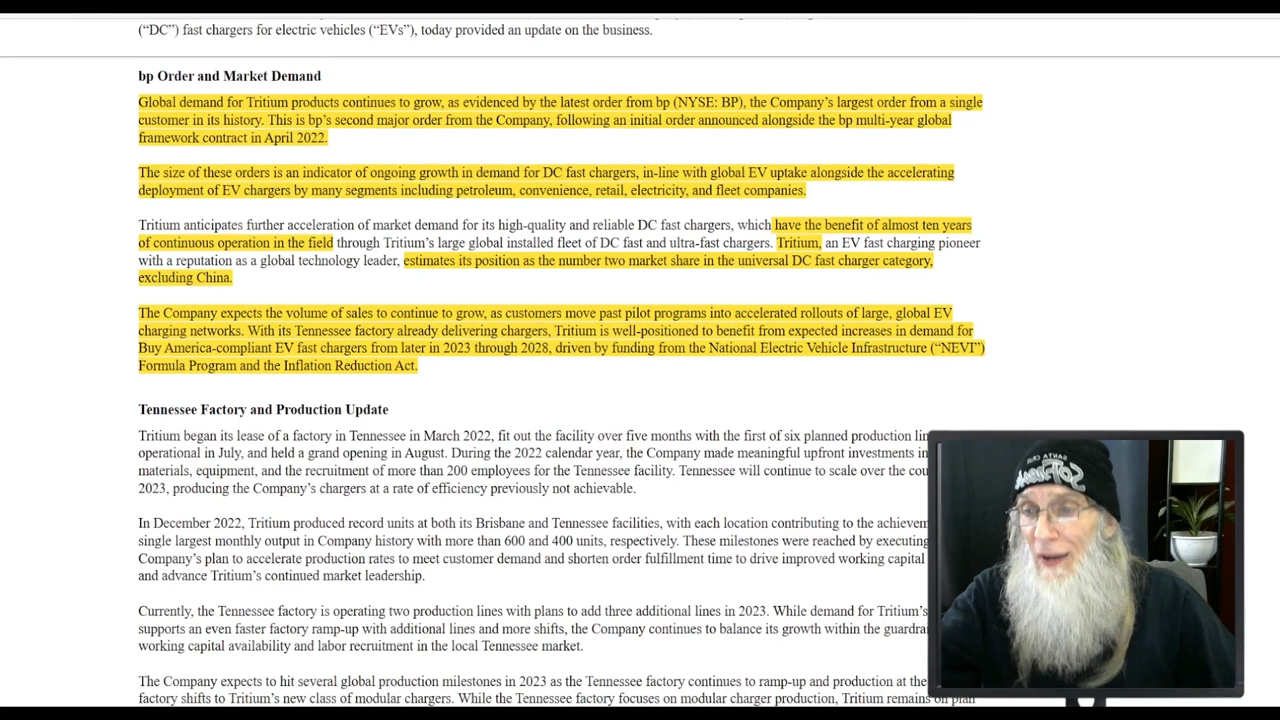 (“DC”) fast chargers for electric vehicles (“EVs”), today provided an update on the business.
bp Order and Market Demand
Global demand for Tritium products continues to grow, as evidenced by the latest order from bp (NYSE: BP), the Company’s largest order from a single
customer in its history. This is bp’s second major order from the Company, following an initial order announced alongside the bp multi-year global
framework contract in April 2022.
The size of these orders is an indicator of ongoing growth in demand for DC fast chargers, in-line with global EV uptake alongside the accelerating
deployment of EV chargers by many segments including petroleum, convenience, retail, electricity, and fleet companies.
Tritium anticipates further acceleration of market demand for its high-quality and reliable DC fast chargers, which have the benefit of almost ten years
of continuous operation in the field through Tritium’s large global installed fleet of DC fast and ultra-fast chargers. Tritium, an EV fast charging pioneer
with a reputation as a global technology leader, estimates its position as the number two market share in the universal DC fast charger category,
excluding China.
The Company expects the volume of sales to continue to grow, as customers move past pilot programs into accelerated rollouts of large, global EV
charging networks. With its Tennessee factory already delivering chargers, Tritium is well-positioned to benefit from expected increases in demand for
Buy America-compliant EV fast chargers from later in 2023 through 2028, driven by funding from the National Electric Vehicle Infrastructure (“NEVI”)
Formula Program and the Inflation Reduction Act.
Tennessee Factory and Production Update
Tritium began its lease of a factory in Tennessee in March 2022, fit out the facility over five months with the first of six planned production
operational in July, and held a grand opening in August. During the 2022 calendar year, the Company made meaningful upfront investments in
materials, equipment, and the recruitment of more than 200 employees for the Tennessee facility. Tennessee will continue to scale over the
2023, producing the Company’s chargers at a rate of efficiency previously not achievable.
In December 2022, Tritium produced record units at both its Brisbane and Tennessee facilities, with each location contributing to the
single largest monthly output in Company history with more than 600 and 400 units, respectively. These milestones were reached by executing
Company’s plan to accelerate production rates to meet customer demand and shorten order fulfillment time to drive improved working capital
and advance Tritium’s continued market leadership.
Currently, the Tennessee factory is operating two production lines with plans to add three additional lines in 2023. While demand for Tritium’s
supports an even faster factory ramp-up with additional lines and more shifts, the Company continues to balance its growth within the
working capital availability and labor recruitment in the local Tennessee market.
The Company expects to hit several global production milestones in 2023 as the Tennessee factory continues to ramp-up and production at the
factory shifts to Tritium’s new class of modular chargers. While the Tennessee factory focuses on modular charger production, Tritium remains on plan
SANTA CRUZ